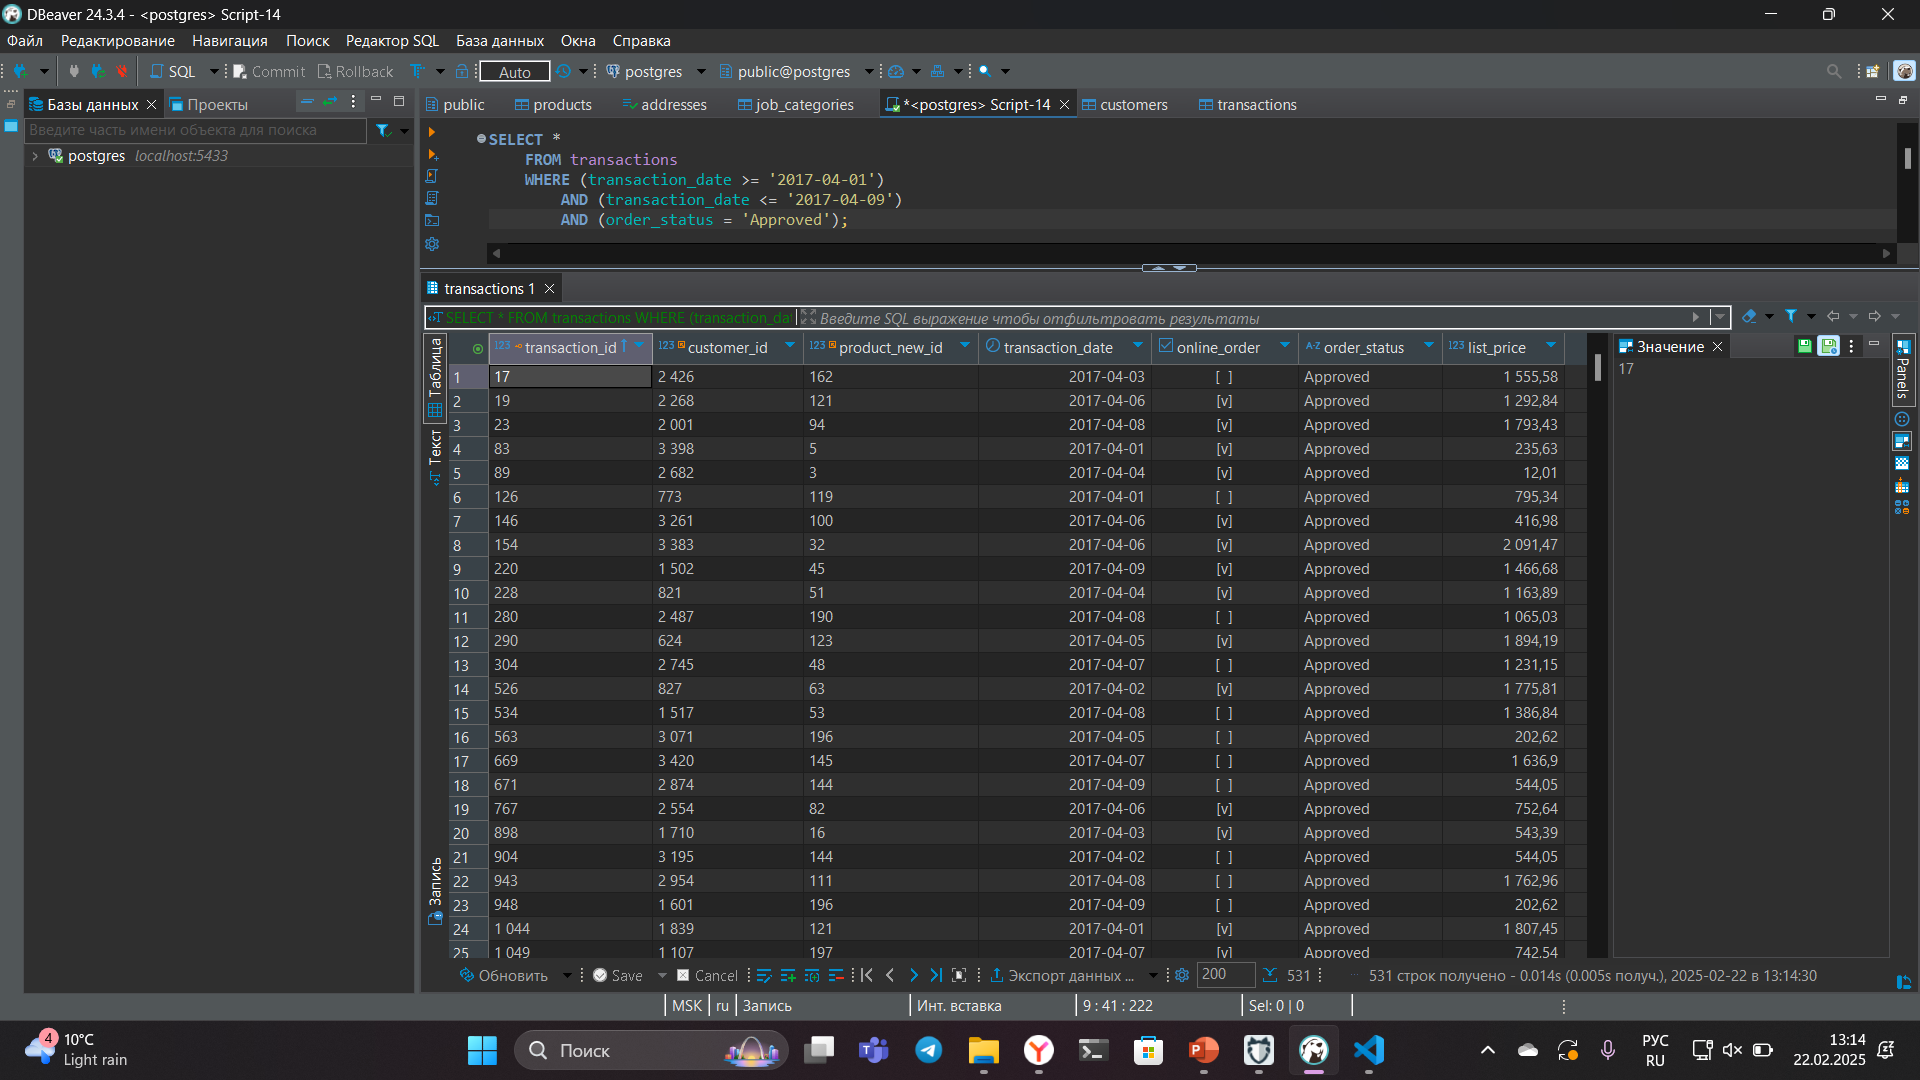 DBeaver 24.3.4 - <postgres> Script-14
Файл Редактирование Навигация Поиск Редактор SQL База данных Окна Справка
SQL Commit Rollback Auto postgres public@postgres
Базы данных Проекты
Введите часть имени объекта для поиска
postgres localhost:5433
public products addresses job_categories *<postgres> Script-14 customers transactions
SELECT *
FROM transactions
WHERE (transaction_date >= '2017-04-01')
AND (transaction_date <= '2017-04-09')
AND (order_status = 'Approved');
transactions 1
SELECT * FROM transactions WHERE (transaction_da Введите SQL выражение чтобы отфильтровать результаты
Таблица
Текст
Запись
transaction_id customer_id product_new_id transaction_date online_order order_status list_price
1 17 2 426 162 2017-04-03 [ ] Approved 1 555,58
2 19 2 268 121 2017-04-06 [v] Approved 1 292,84
3 23 2 001 94 2017-04-08 [v] Approved 1 793,43
4 83 3 398 5 2017-04-01 [v] Approved 235,63
5 89 2 682 3 2017-04-04 [v] Approved 12,01
6 126 773 119 2017-04-01 [ ] Approved 795,34
7 146 3 261 100 2017-04-06 [v] Approved 416,98
8 154 3 383 32 2017-04-06 [v] Approved 2 091,47
9 220 1 502 45 2017-04-09 [v] Approved 1 466,68
10 228 821 51 2017-04-04 [v] Approved 1 163,89
11 280 2 487 190 2017-04-08 [ ] Approved 1 065,03
12 290 624 123 2017-04-05 [v] Approved 1 894,19
13 304 2 745 48 2017-04-07 [ ] Approved 1 231,15
14 526 827 63 2017-04-02 [v] Approved 1 775,81
15 534 1 517 53 2017-04-08 [ ] Approved 1 386,84
16 563 3 071 196 2017-04-05 [ ] Approved 202,62
17 669 3 420 145 2017-04-07 [ ] Approved 1 636,9
18 671 2 874 144 2017-04-09 [ ] Approved 544,05
19 767 2 554 82 2017-04-06 [v] Approved 752,64
20 898 1 710 16 2017-04-03 [v] Approved 543,39
21 904 3 195 144 2017-04-02 [ ] Approved 544,05
22 943 2 954 111 2017-04-08 [ ] Approved 1 762,96
23 948 1 601 196 2017-04-09 [ ] Approved 202,62
24 1 044 1 839 121 2017-04-01 [v] Approved 1 807,45
25 1 049 1 107 197 2017-04-07 [v] Approved 742,54
Значение
17
Panels
Обновить Save Cancel Экспорт данных ... 200 531 531 строк получено - 0.014s (0.005s получ.), 2025-02-22 в 13:14:30
MSK ru Запись Инт. вставка 9 : 41 : 222 Sel: 0 | 0
4
10°C
Light rain
Поиск
РУС
RU
13:14
22.02.2025